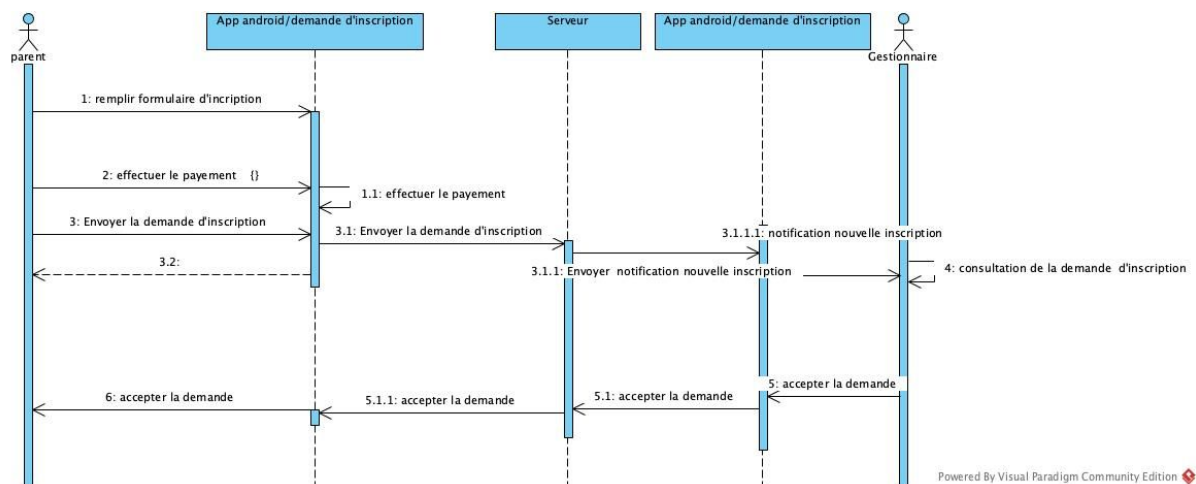 App android/demande d'inscription
Serveur
App android/demande d'inscription
parent
Gestionnaire
1: remplir formulaire d'incription
2: effectuer le payement {}
1.1: effectuer le payement
3: Envoyer la demande d'inscription
3.1: Envoyer la demande d'inscription
3.1.1.1: notification nouvelle inscription
3.2:
3.1.1: Envoyer notification nouvelle inscription
4: consultation de la demande d'inscription
5: accepter la demande
6: accepter la demande
5.1.1: accepter la demande
5.1: accepter la demande
Powered By Visual Paradigm Community Edition